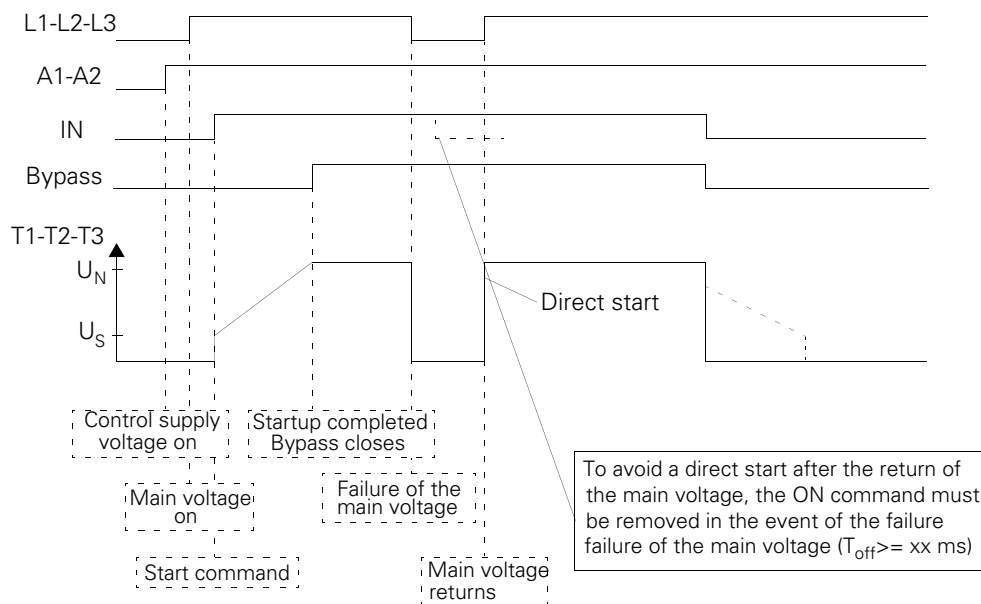 L1-L2-L3
A1-A2
IN
Bypass
T1-T2-T3
UN
US
Direct start
Control supply
voltage on
Startup completed
Bypass closes
Main voltage
on
Failure of the
main voltage
Start command
Main voltage
returns
To avoid a direct start after the return of
the main voltage, the ON command must
be removed in the event of the failure
failure of the main voltage (Toff>= xx ms)